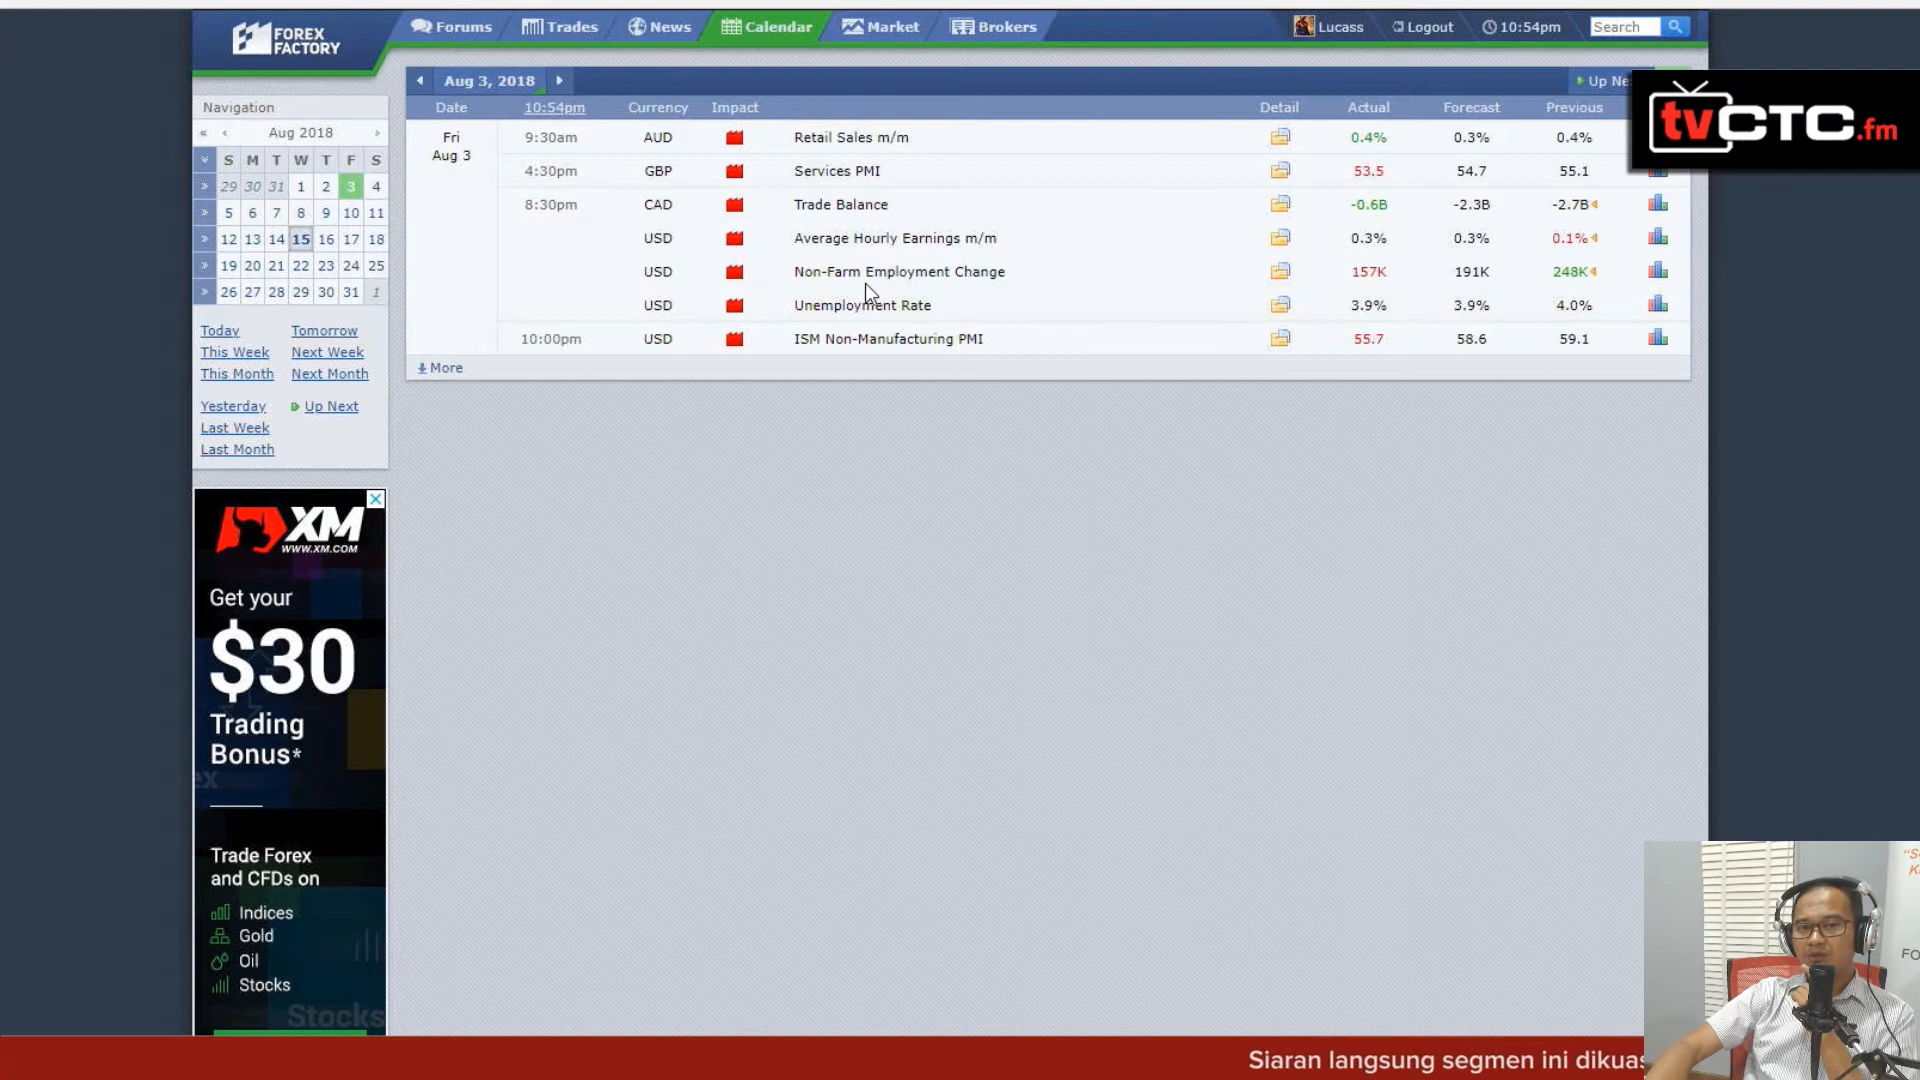 FOREX FACTORY
Forums Trades News Calendar Market Brokers Lucass Logout 10:54pm Search
Aug 3, 2018
Up Ne
tvCTC.fm
Navigation
« ‹ Aug 2018 ›
S M T W T F S
29 30 31 1 2 3 4
5 6 7 8 9 10 11
12 13 14 15 16 17 18
19 20 21 22 23 24 25
26 27 28 29 30 31 1
Today Tomorrow
This Week Next Week
This Month Next Month
Yesterday Up Next
Last Week
Last Month
Date 10:54pm Currency Impact Detail Actual Forecast Previous
Fri Aug 3 9:30am AUD Retail Sales m/m 0.4% 0.3% 0.4%
4:30pm GBP Services PMI 53.5 54.7 55.1
8:30pm CAD Trade Balance -0.6B -2.3B -2.7B
USD Average Hourly Earnings m/m 0.3% 0.3% 0.1%
USD Non-Farm Employment Change 157K 191K 248K
USD Unemployment Rate 3.9% 3.9% 4.0%
10:00pm USD ISM Non-Manufacturing PMI 55.7 58.6 59.1
More
XM
WWW.XM.COM
Get your
$30
Trading
Bonus*
Trade Forex
and CFDs on
Indices
Gold
Oil
Stocks
Stocks
Siaran langsung segmen ini dikuas